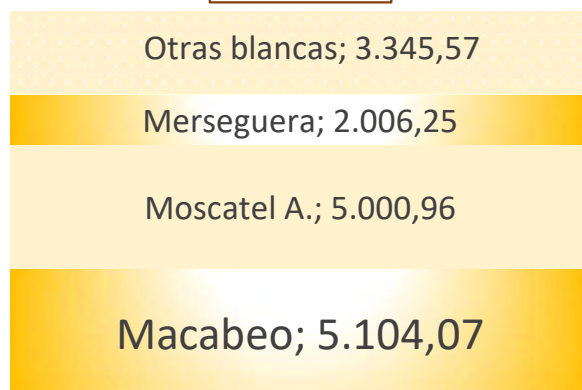 Otras blancas; 3.345,57
Merseguera; 2.006,25
Moscatel A.; 5.000,96
Macabeo; 5.104,07